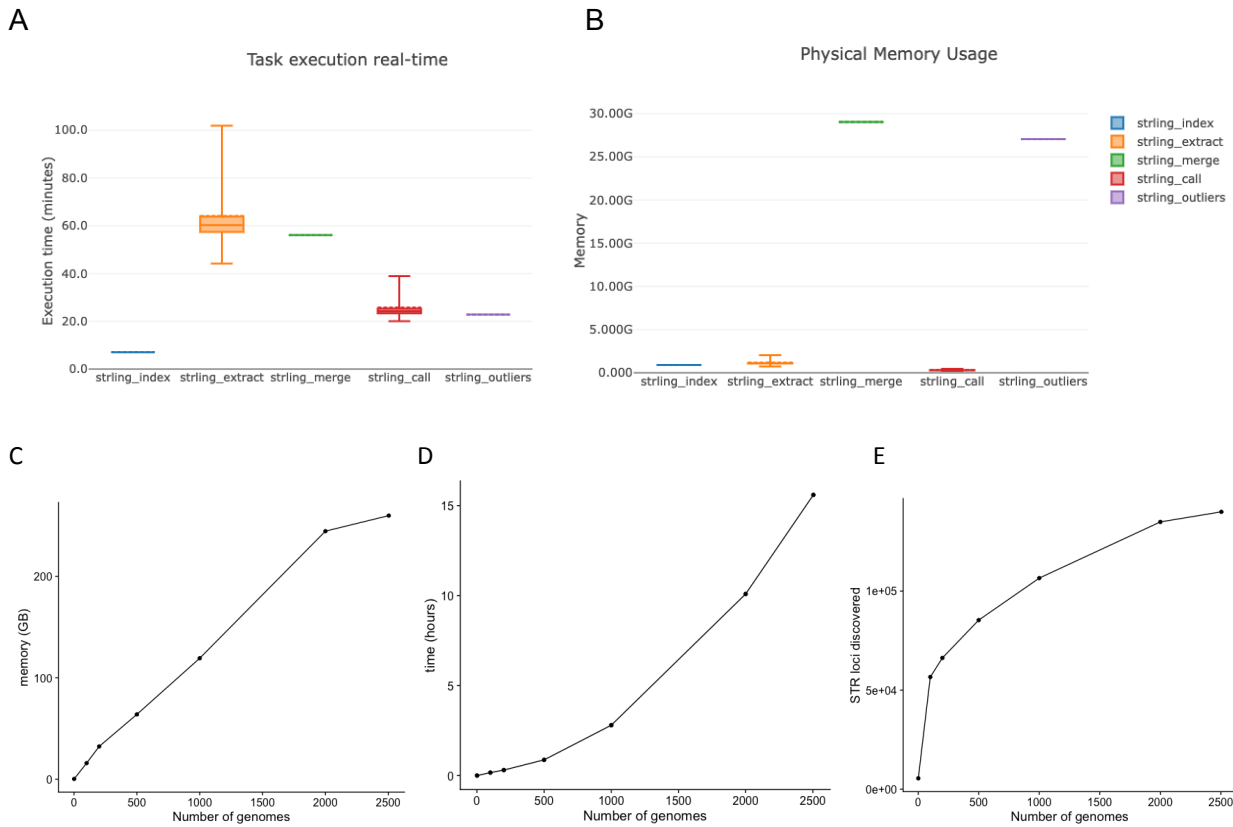 A
Task execution real-time
Execution time (minutes)
100.0
80.0
60.0
40.0
20.0
0.0
strling_index
strling_extract
strling_merge
strling_call
strling_outliers
B
Physical Memory Usage
Memory
30.00G
25.00G
20.00G
15.00G
10.00G
5.000G
0.000
strling_index
strling_extract
strling_merge
strling_call
strling_outliers
strling_index
strling_extract
strling_merge
strling_call
strling_outliers
C
memory (GB)
200
100
0
0
500
1000
1500
2000
2500
Number of genomes
D
time (hours)
15
10
5
0
0
500
1000
1500
2000
2500
Number of genomes
E
STR loci discovered
1e+05
5e+04
0e+00
0
500
1000
1500
2000
2500
Number of genomes